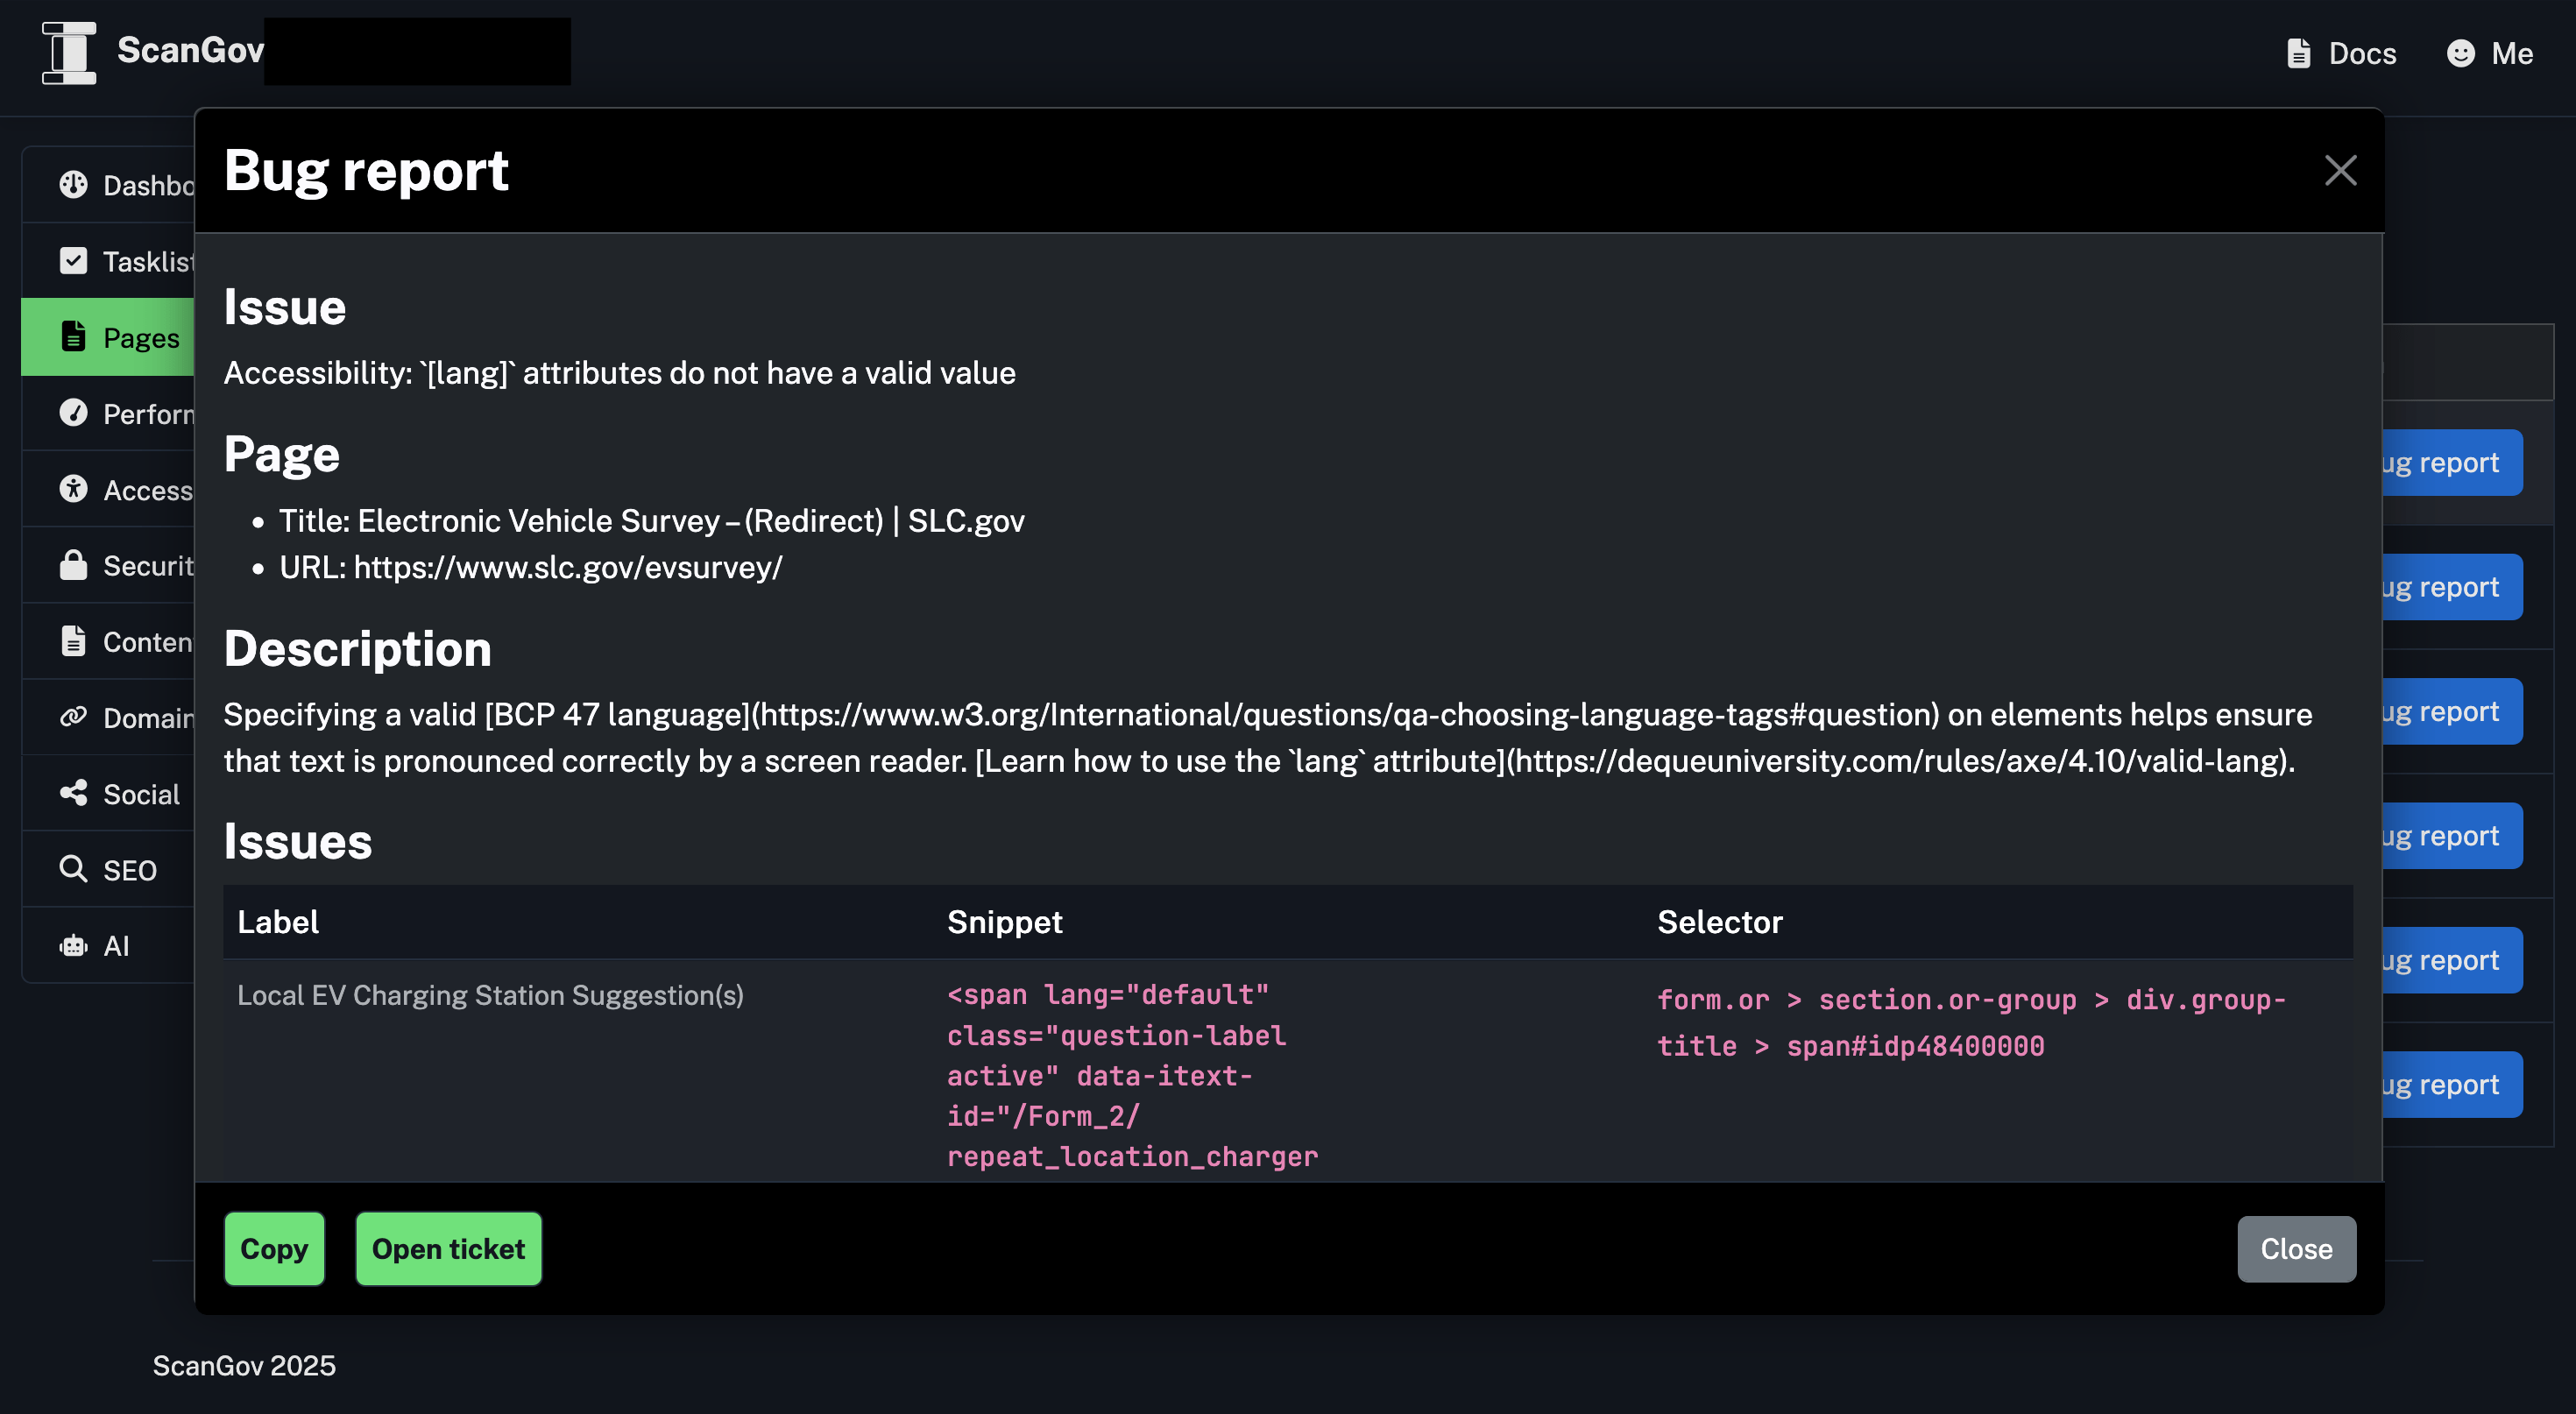 ScanGov
Docs
Me
Bug report
Dashbo
Tasklist
Pages
Perforn
Access
Securit
Conten
Domain
Social
SEO
AI
Issue
Accessibility: `[lang]` attributes do not have a valid value
Page
• Title: Electronic Vehicle Survey – (Redirect) | SLC.gov
• URL: https://www.slc.gov/evsurvey/
Description
Specifying a valid [BCP 47 language](https://www.w3.org/International/questions/qa-choosing-language-tags#question) on elements helps ensure
that text is pronounced correctly by a screen reader. [Learn how to use the `lang` attribute](https://dequeuniversity.com/rules/axe/4.10/valid-lang).
Issues
Label
Snippet
Selector
Local EV Charging Station Suggestion(s)
<span lang="default"
class="question-label
active" data-itext-
id="/Form_2/
repeat_location_charger
form.or > section.or-group > div.group-
title > span#idp48400000
ug report
ug report
ug report
ug report
ug report
ug report
Copy
Open ticket
Close
ScanGov 2025